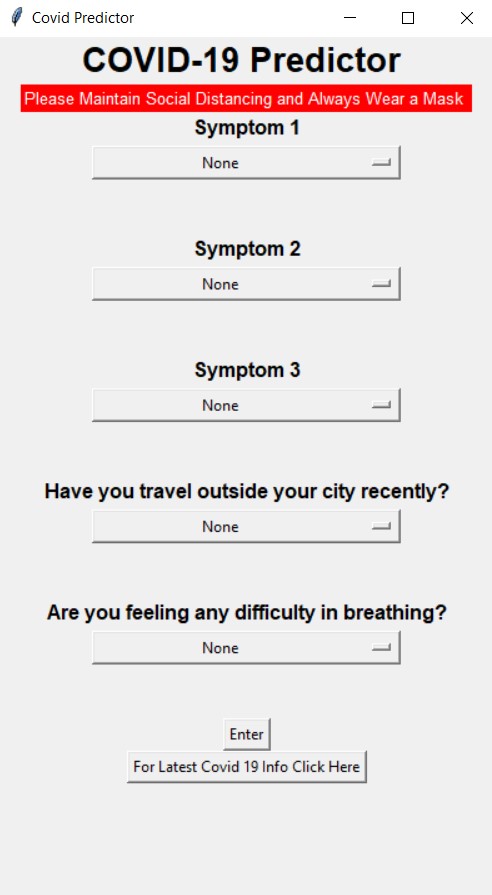 Covid Predictor
COVID-19 Predictor
Please Maintain Social Distancing and Always Wear a Mask
Symptom 1
None
Symptom 2
None
Symptom 3
None
Have you travel outside your city recently?
None
Are you feeling any difficulty in breathing?
None
Enter
For Latest Covid 19 Info Click Here